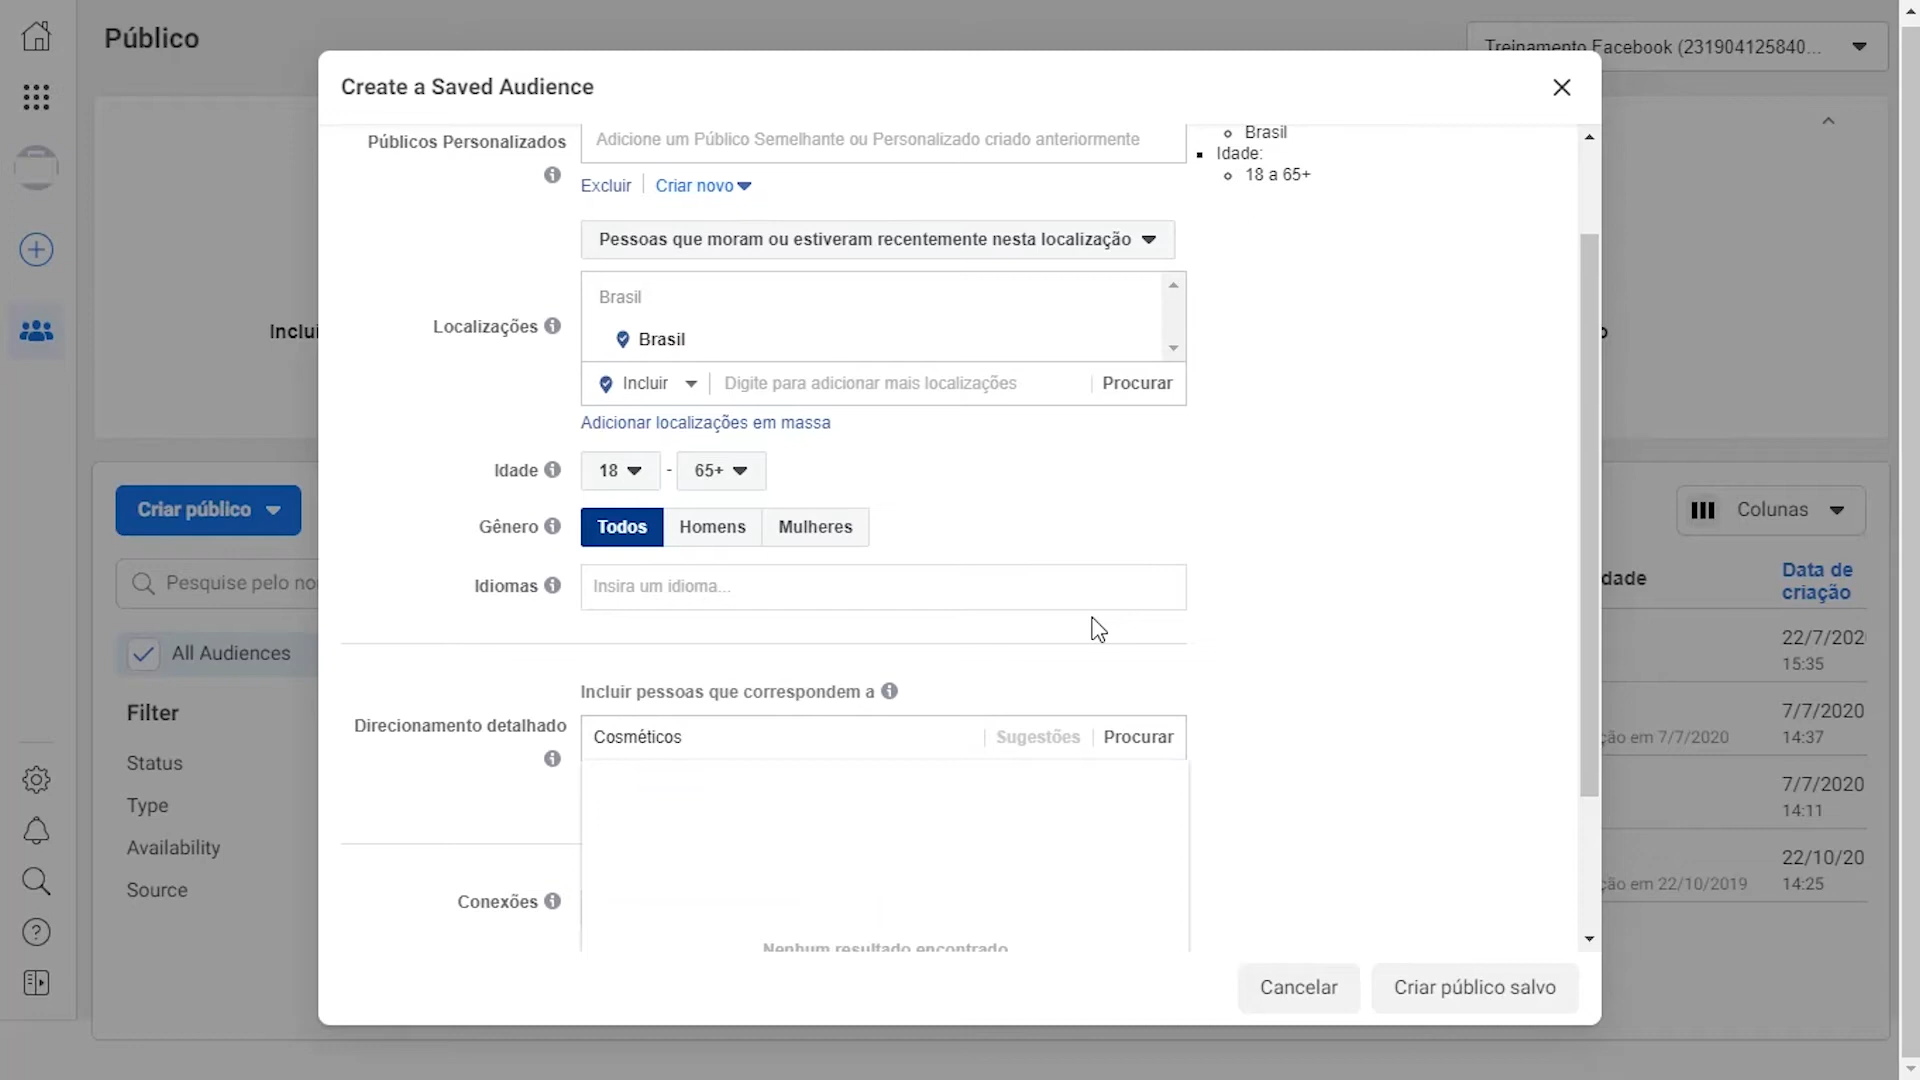 Público
Treinamento Facebook (231904125840...
Create a Saved Audience
Públicos Personalizados
Adicione um Público Semelhante ou Personalizado criado anteriormente
Excluir
Criar novo
Brasil
Idade:
18 a 65+
Pessoas que moram ou estiveram recentemente nesta localização
Localizações
Brasil
Brasil
Incluir
Digite para adicionar mais localizações
Procurar
Adicionar localizações em massa
Idade
18
-
65+
Gênero
Todos
Homens
Mulheres
Idiomas
Insira um idioma...
Incluir pessoas que correspondem a
Direcionamento detalhado
Cosméticos
Sugestões
Procurar
Nenhum resultado encontrado
Conexões
Cancelar
Criar público salvo
Inclui
Criar público
Pesquise pelo no
All Audiences
Filter
Status
Type
Availability
Source
Colunas
dade
Data de
criação
22/7/202
15:35
7/7/2020
ção em 7/7/2020
14:37
7/7/2020
14:11
22/10/20
ção em 22/10/2019
14:25